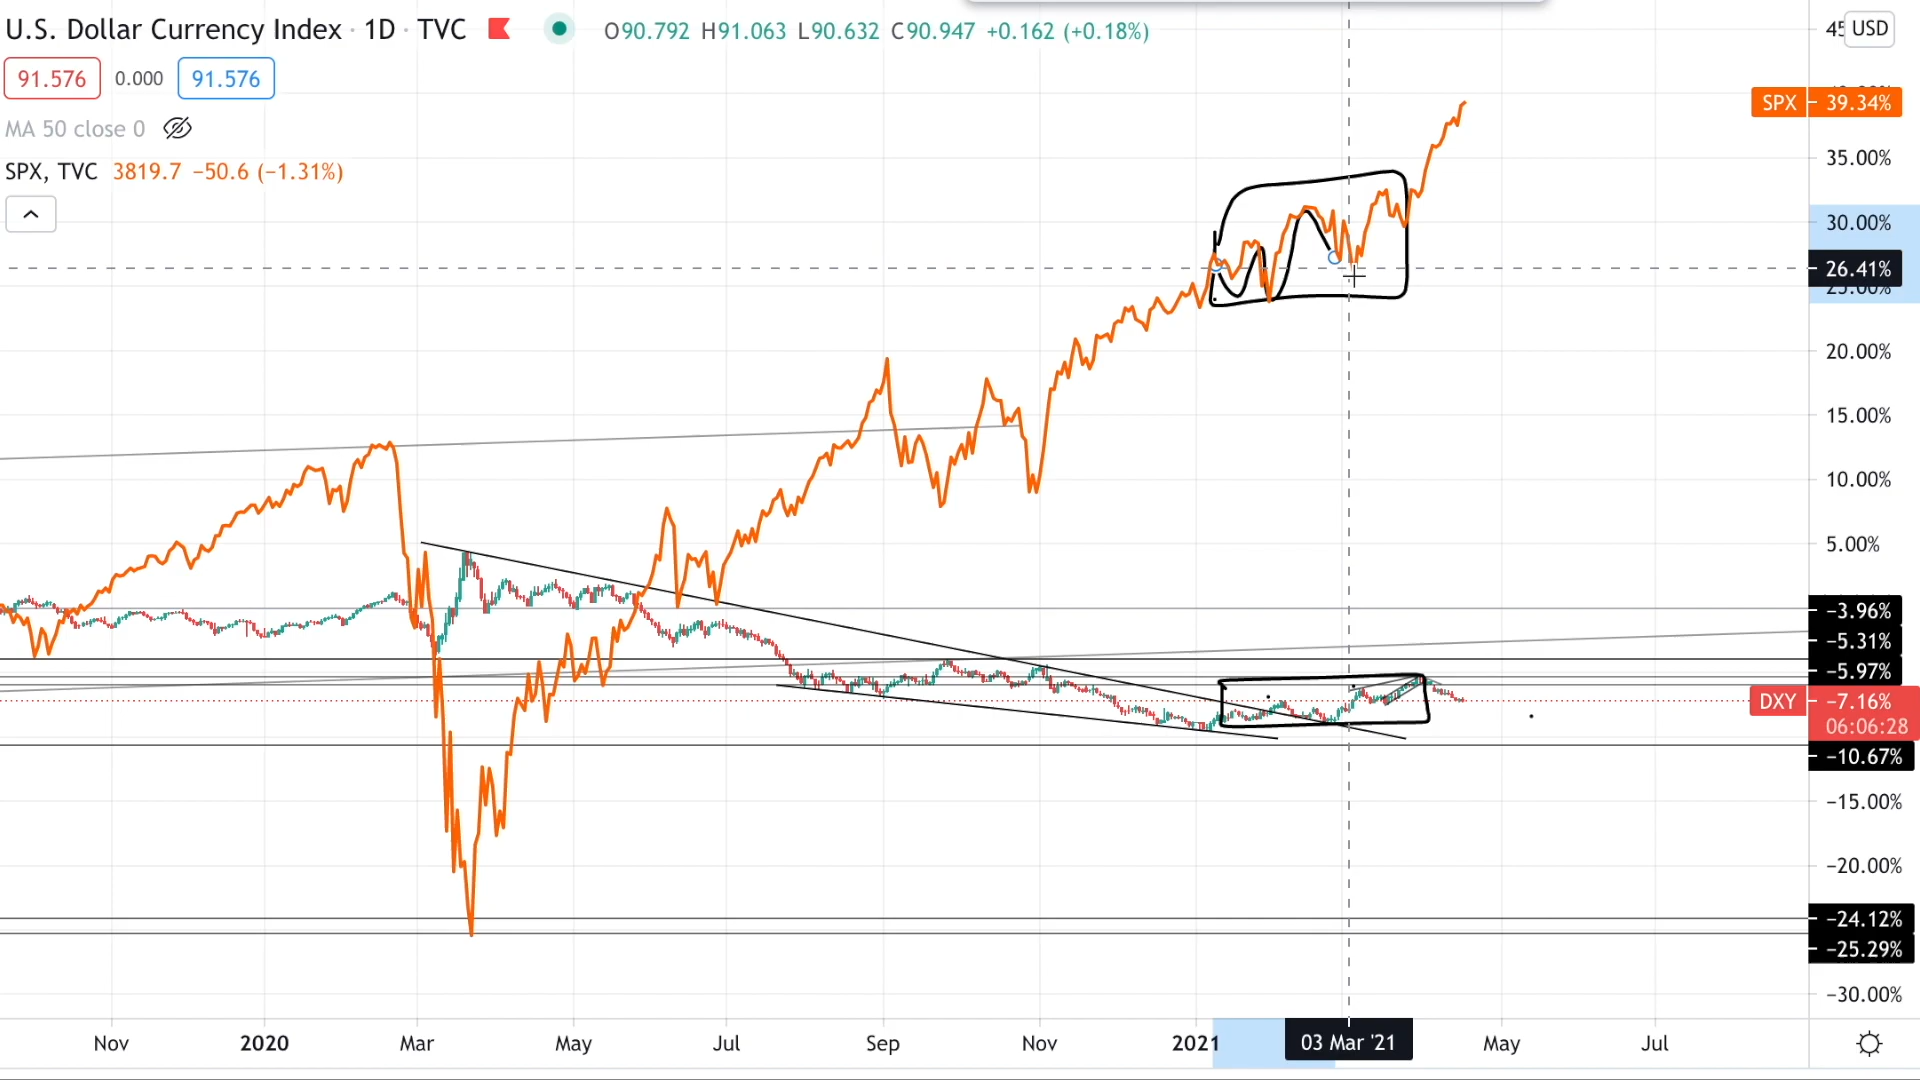 U.S. Dollar Currency Index · 1D · TVC O90.792 H91.063 L90.632 C90.947 +0.162 (+0.18%)
USD
91.576 0.000 91.576
MA 50 close 0
SPX, TVC 3819.7 −50.6 (−1.31%)
SPX 39.34%
35.00%
30.00%
26.41%
25.00%
20.00%
15.00%
10.00%
5.00%
−3.96%
−5.31%
−5.97%
DXY −7.16%
06:06:28
−10.67%
−15.00%
−20.00%
−24.12%
−25.29%
−30.00%
Nov 2020 Mar May Jul Sep Nov 2021 03 Mar '21 May Jul